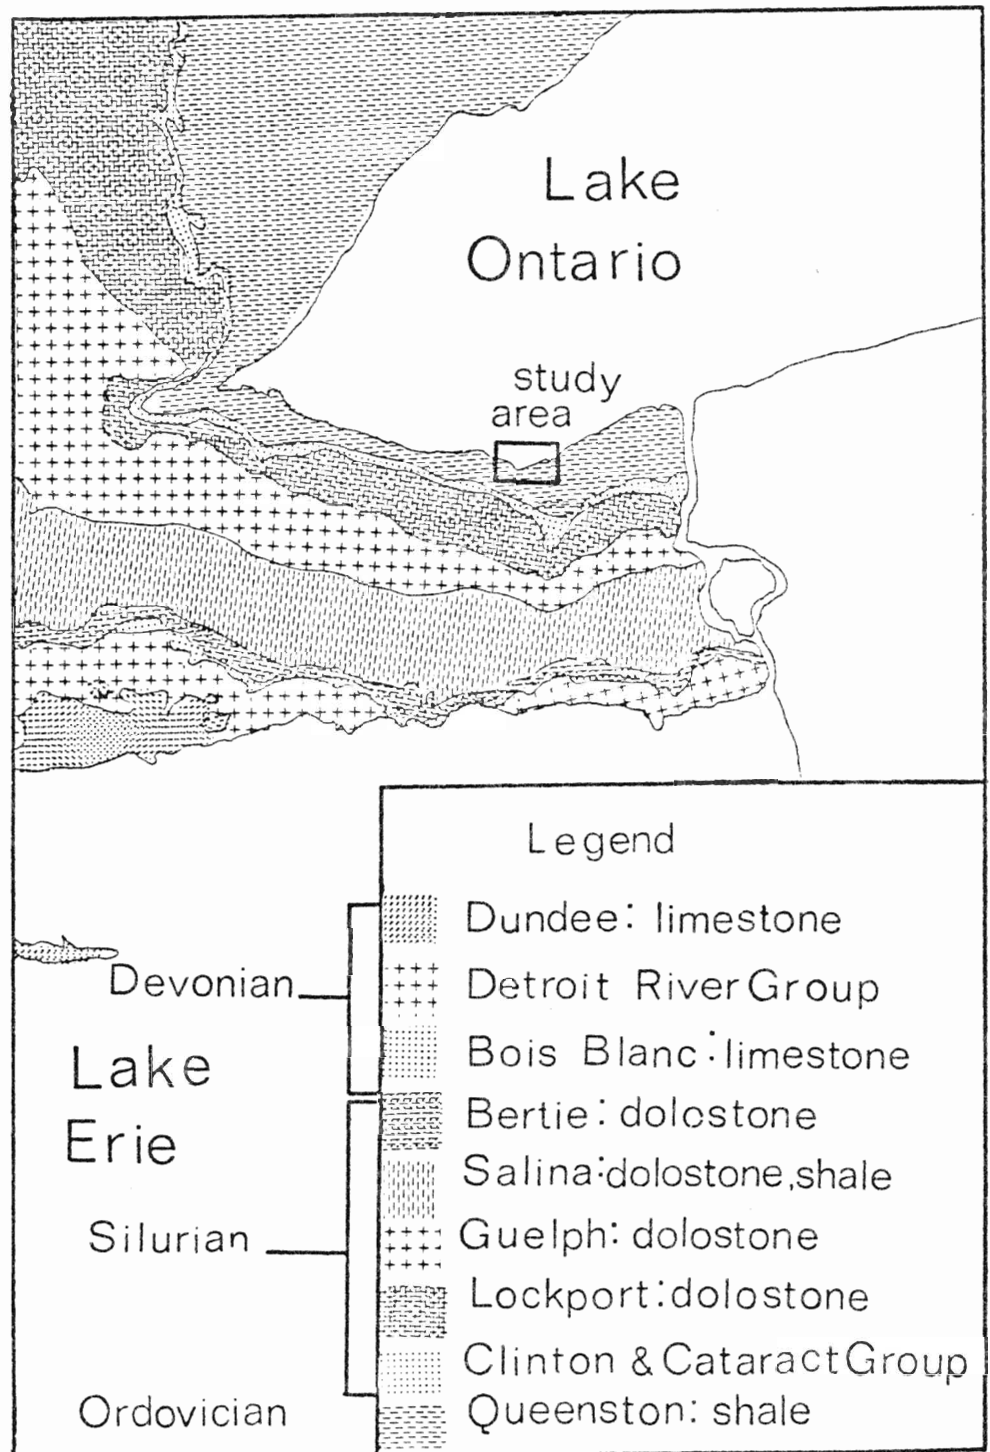 Lake
Ontario
study
area
Legend
Dundee: limestone
Detroit River Group
Devonian
Bois Blanc: limestone
Lake
Erie
Bertie: dolostone
Salina: dolostone, shale
Silurian
Guelph: dolostone
Lockport: dolostone
Clinton & Cataract Group
Ordovician
Queenston: shale